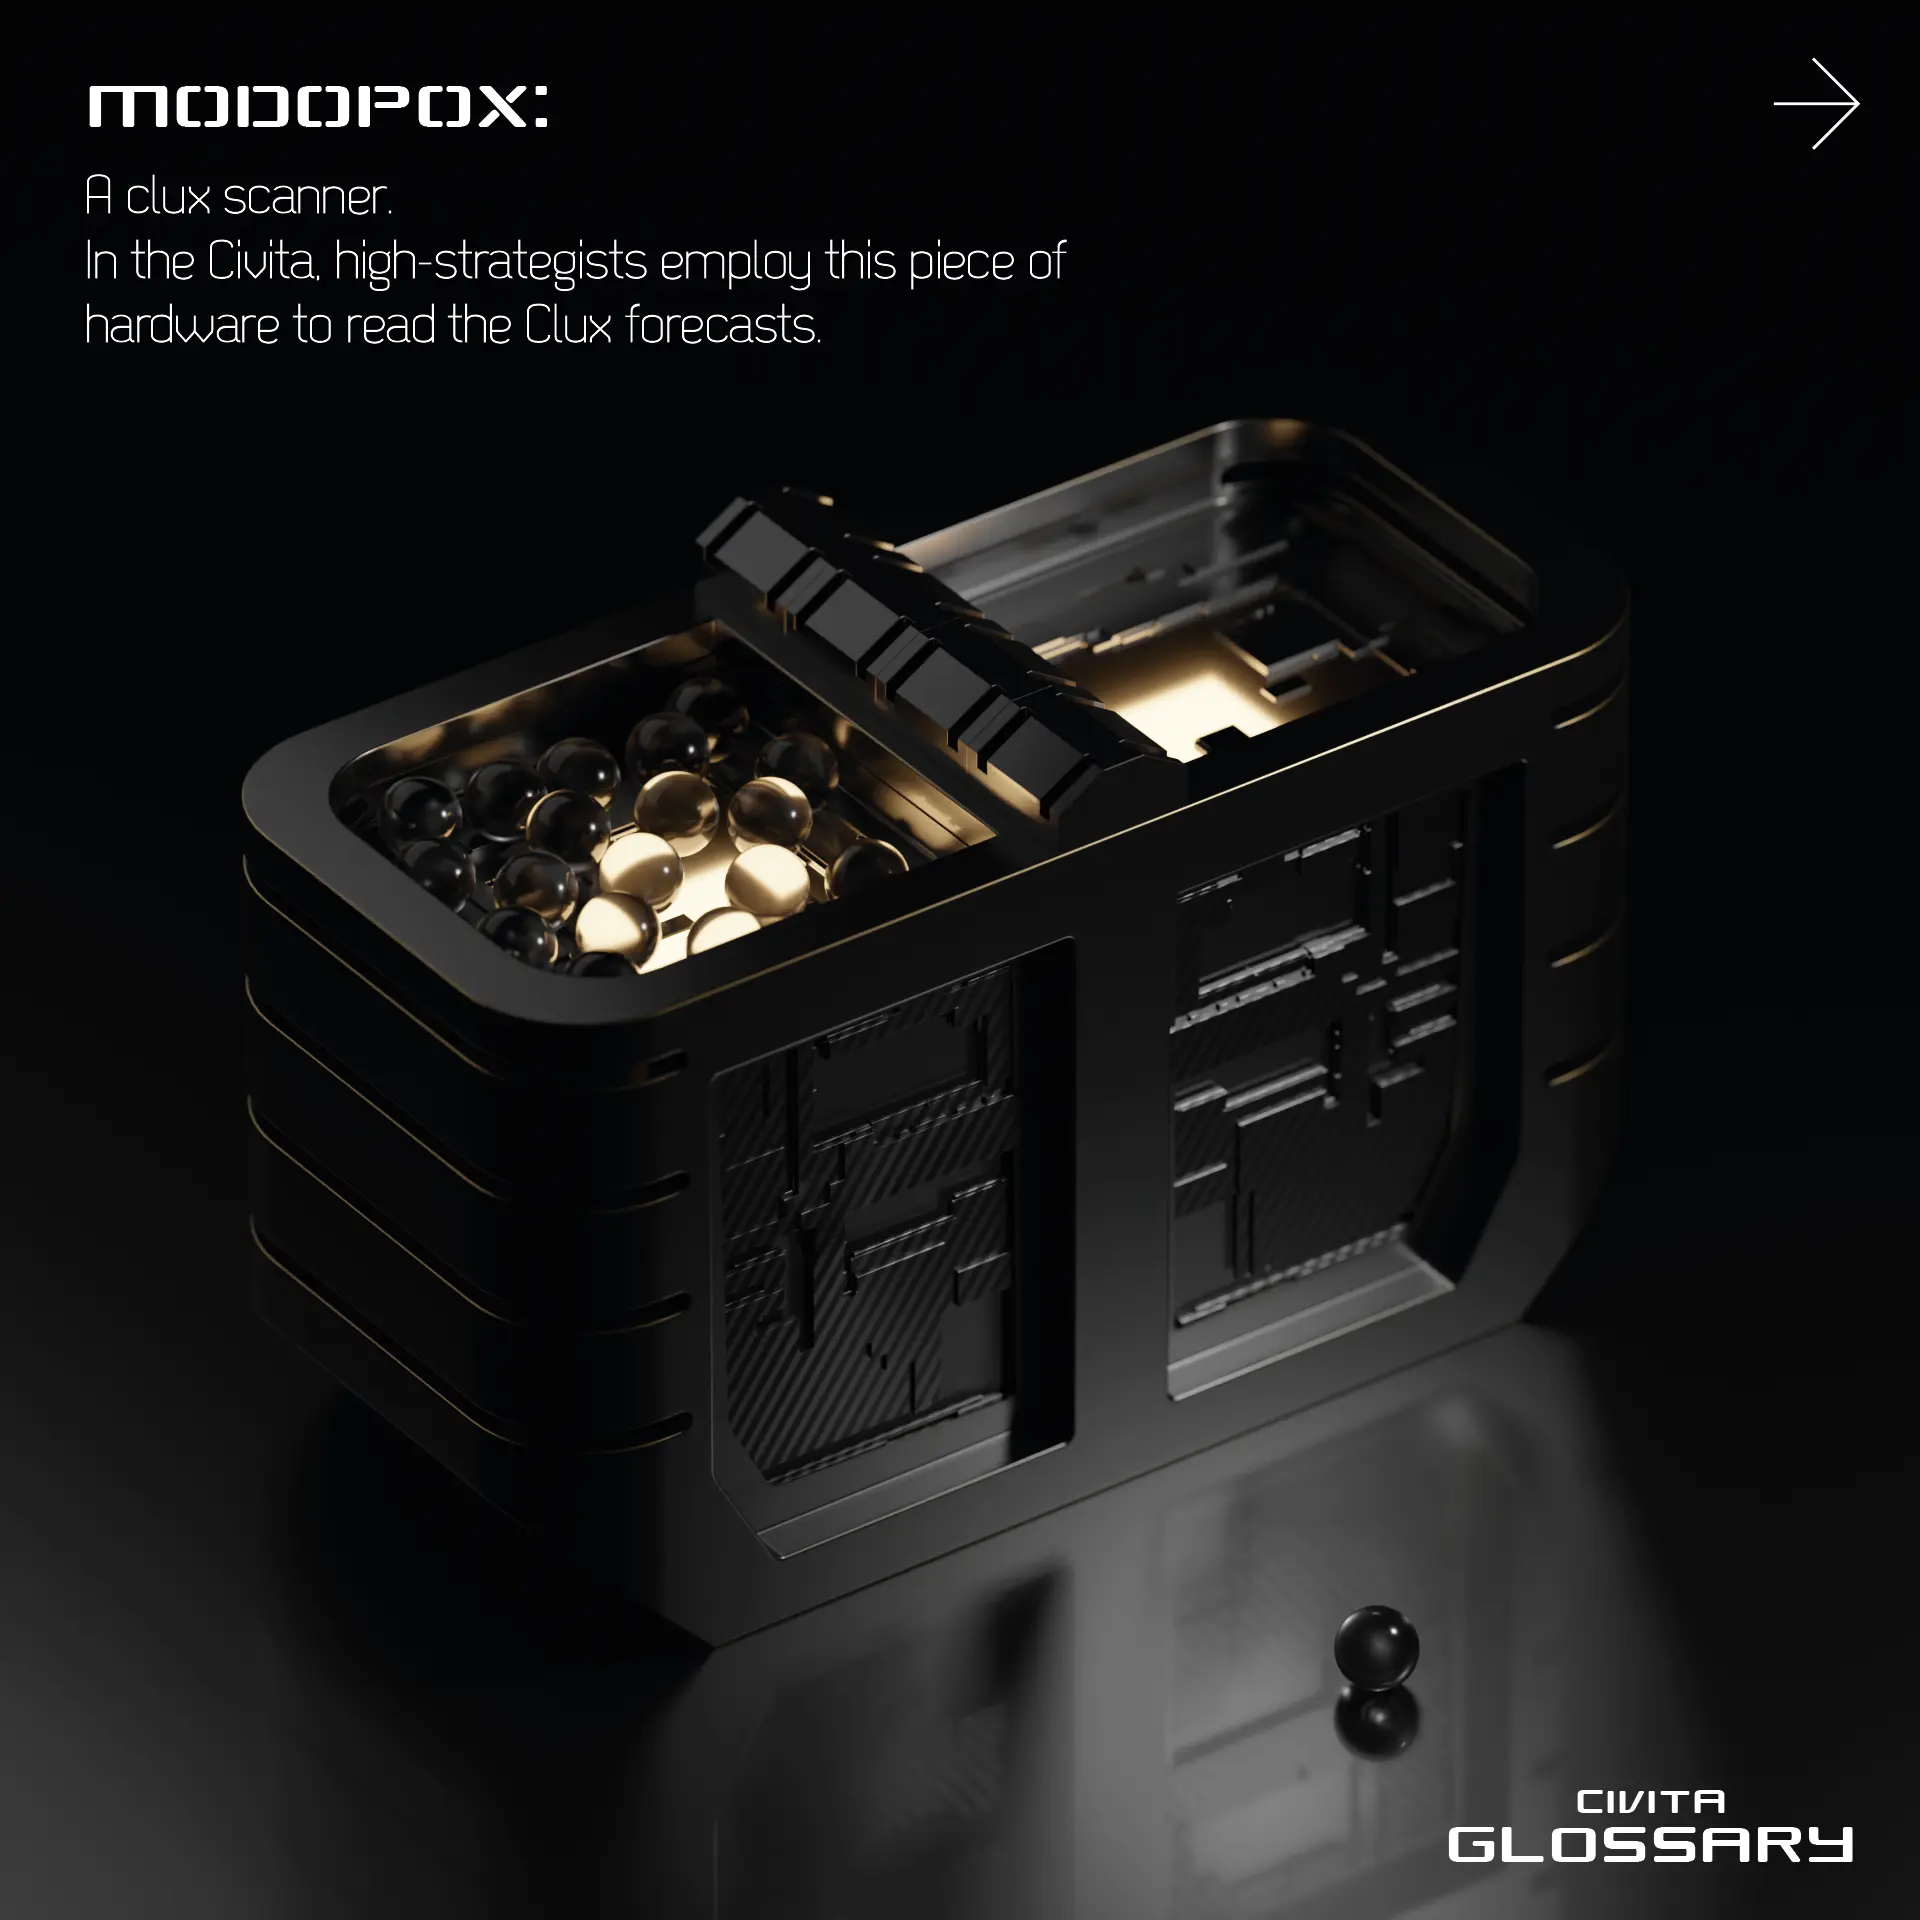 MODOPOX:
A clux scanner.
In the Civita, high-strategists employ this piece of
hardware to read the Clux forecasts.
CIVITA
GLOSSARY